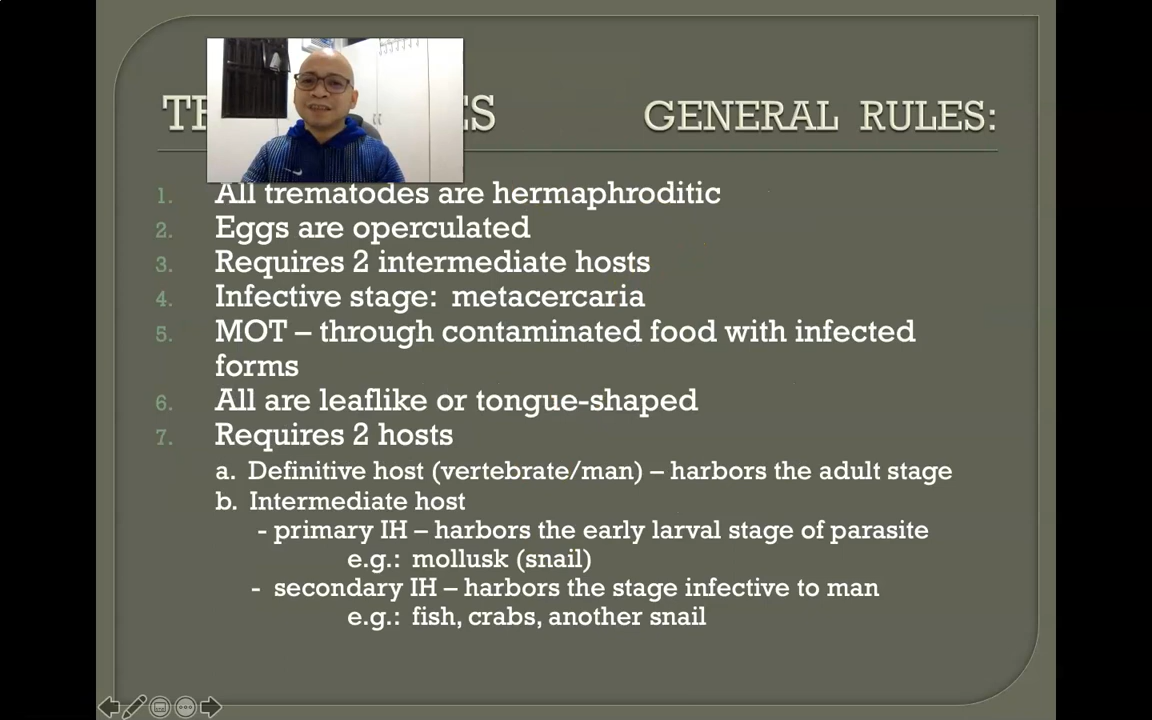 GENERAL RULES:
1. All trematodes are hermaphroditic
2. Eggs are operculated
3. Requires 2 intermediate hosts
4. Infective stage: metacercaria
5. MOT – through contaminated food with infected
forms
6. All are leaflike or tongue-shaped
7. Requires 2 hosts
a. Definitive host (vertebrate/man) – harbors the adult stage
b. Intermediate host
- primary IH – harbors the early larval stage of parasite
e.g.: mollusk (snail)
- secondary IH – harbors the stage infective to man
e.g.: fish, crabs, another snail